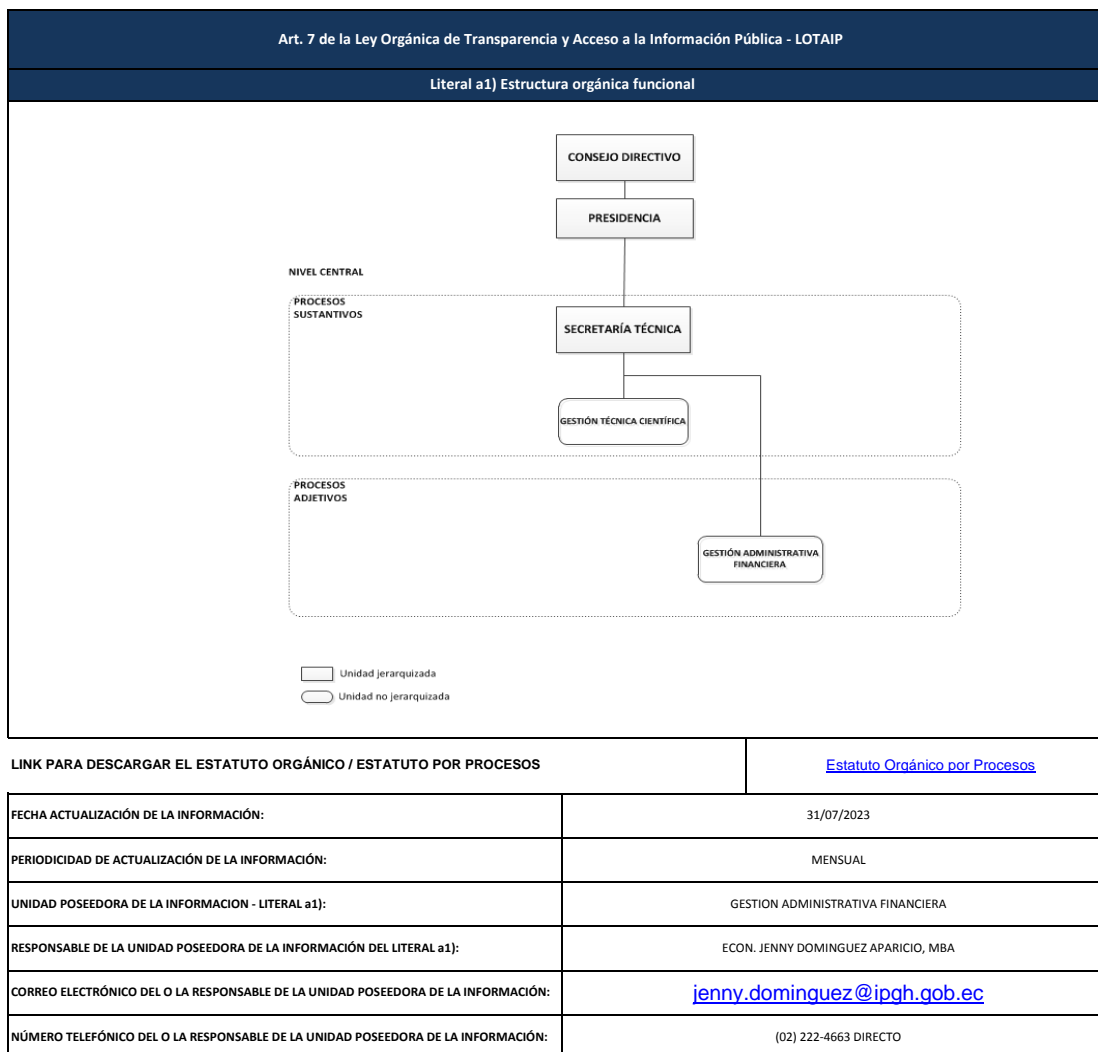 Art. 7 de la Ley Orgánica de Transparencia y Acceso a la Información Pública - LOTAIP
Literal a1) Estructura orgánica funcional
CONSEJO DIRECTIVO
PRESIDENCIA
NIVEL CENTRAL
PROCESOS
SUSTANTIVOS
SECRETARÍA TÉCNICA
GESTIÓN TÉCNICA CIENTÍFICA
PROCESOS
ADJETIVOS
GESTIÓN ADMINISTRATIVA
FINANCIERA
Unidad jerarquizada
Unidad no jerarquizada
LINK PARA DESCARGAR EL ESTATUTO ORGÁNICO / ESTATUTO POR PROCESOS Estatuto Orgánico por Procesos
FECHA ACTUALIZACIÓN DE LA INFORMACIÓN: 31/07/2023
PERIODICIDAD DE ACTUALIZACIÓN DE LA INFORMACIÓN: MENSUAL
UNIDAD POSEEDORA DE LA INFORMACION - LITERAL a1): GESTION ADMINISTRATIVA FINANCIERA
RESPONSABLE DE LA UNIDAD POSEEDORA DE LA INFORMACIÓN DEL LITERAL a1): ECON. JENNY DOMINGUEZ APARICIO, MBA
CORREO ELECTRÓNICO DEL O LA RESPONSABLE DE LA UNIDAD POSEEDORA DE LA INFORMACIÓN: jenny.dominguez@ipgh.gob.ec
NÚMERO TELEFÓNICO DEL O LA RESPONSABLE DE LA UNIDAD POSEEDORA DE LA INFORMACIÓN: (02) 222-4663 DIRECTO